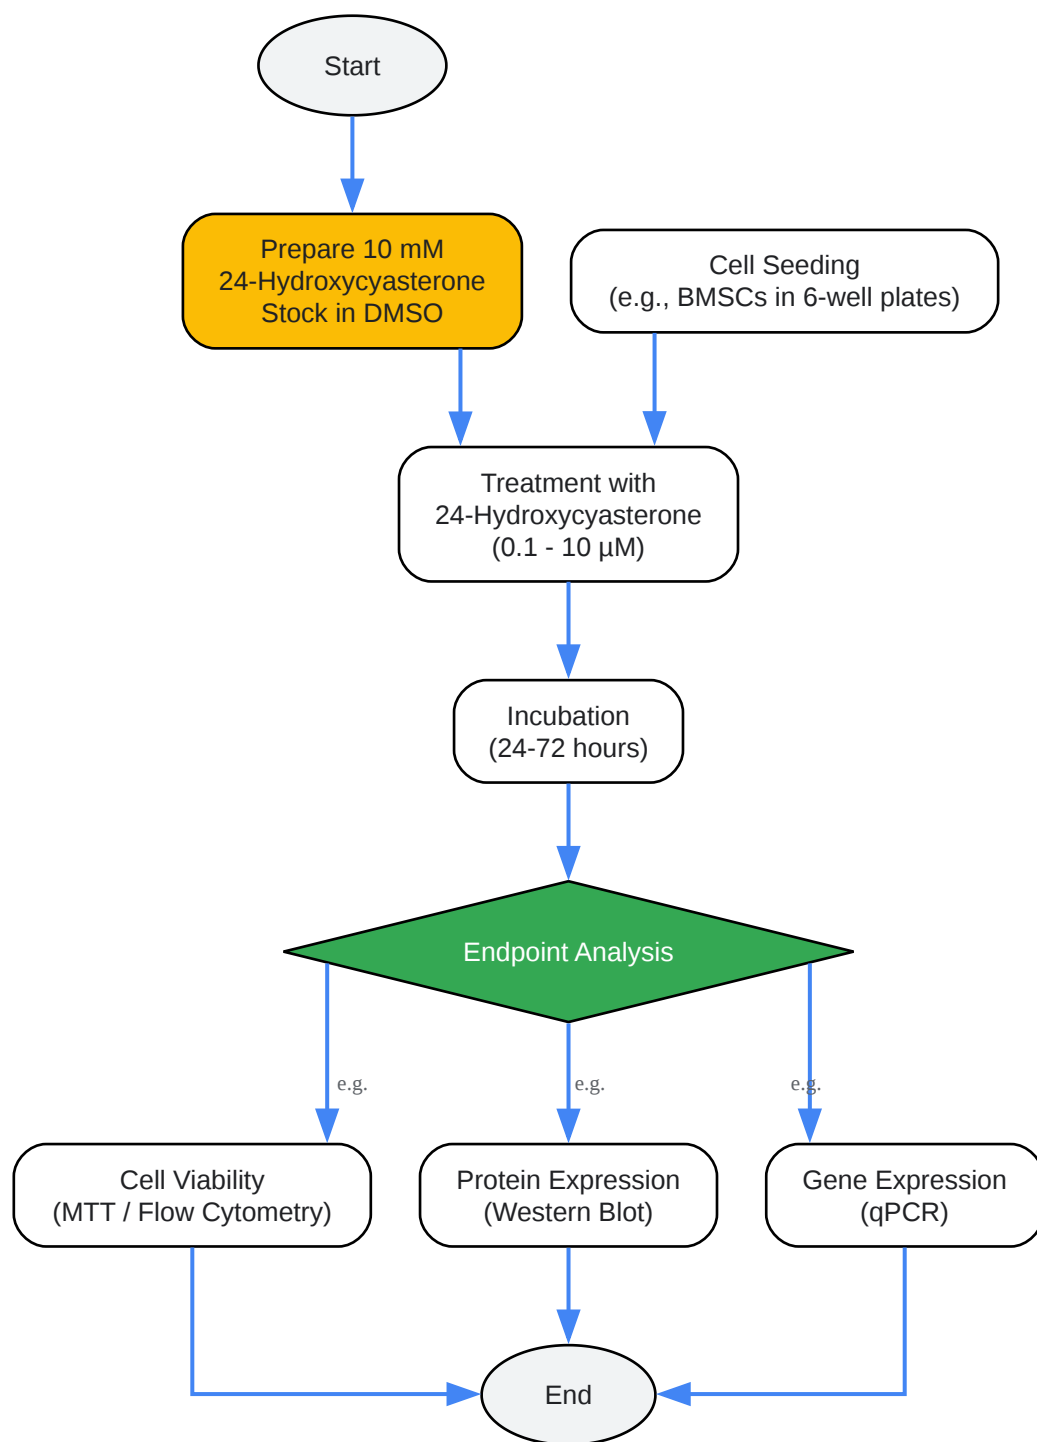 Start
Prepare 10 mM
24-Hydroxycyasterone
Stock in DMSO
Cell Seeding
(e.g., BMSCs in 6-well plates)
Treatment with
24-Hydroxycyasterone
(0.1 - 10 µM)
Incubation
(24-72 hours)
Endpoint Analysis
e.g.
e.g.
e.g.
Cell Viability
(MTT / Flow Cytometry)
Protein Expression
(Western Blot)
Gene Expression
(qPCR)
End